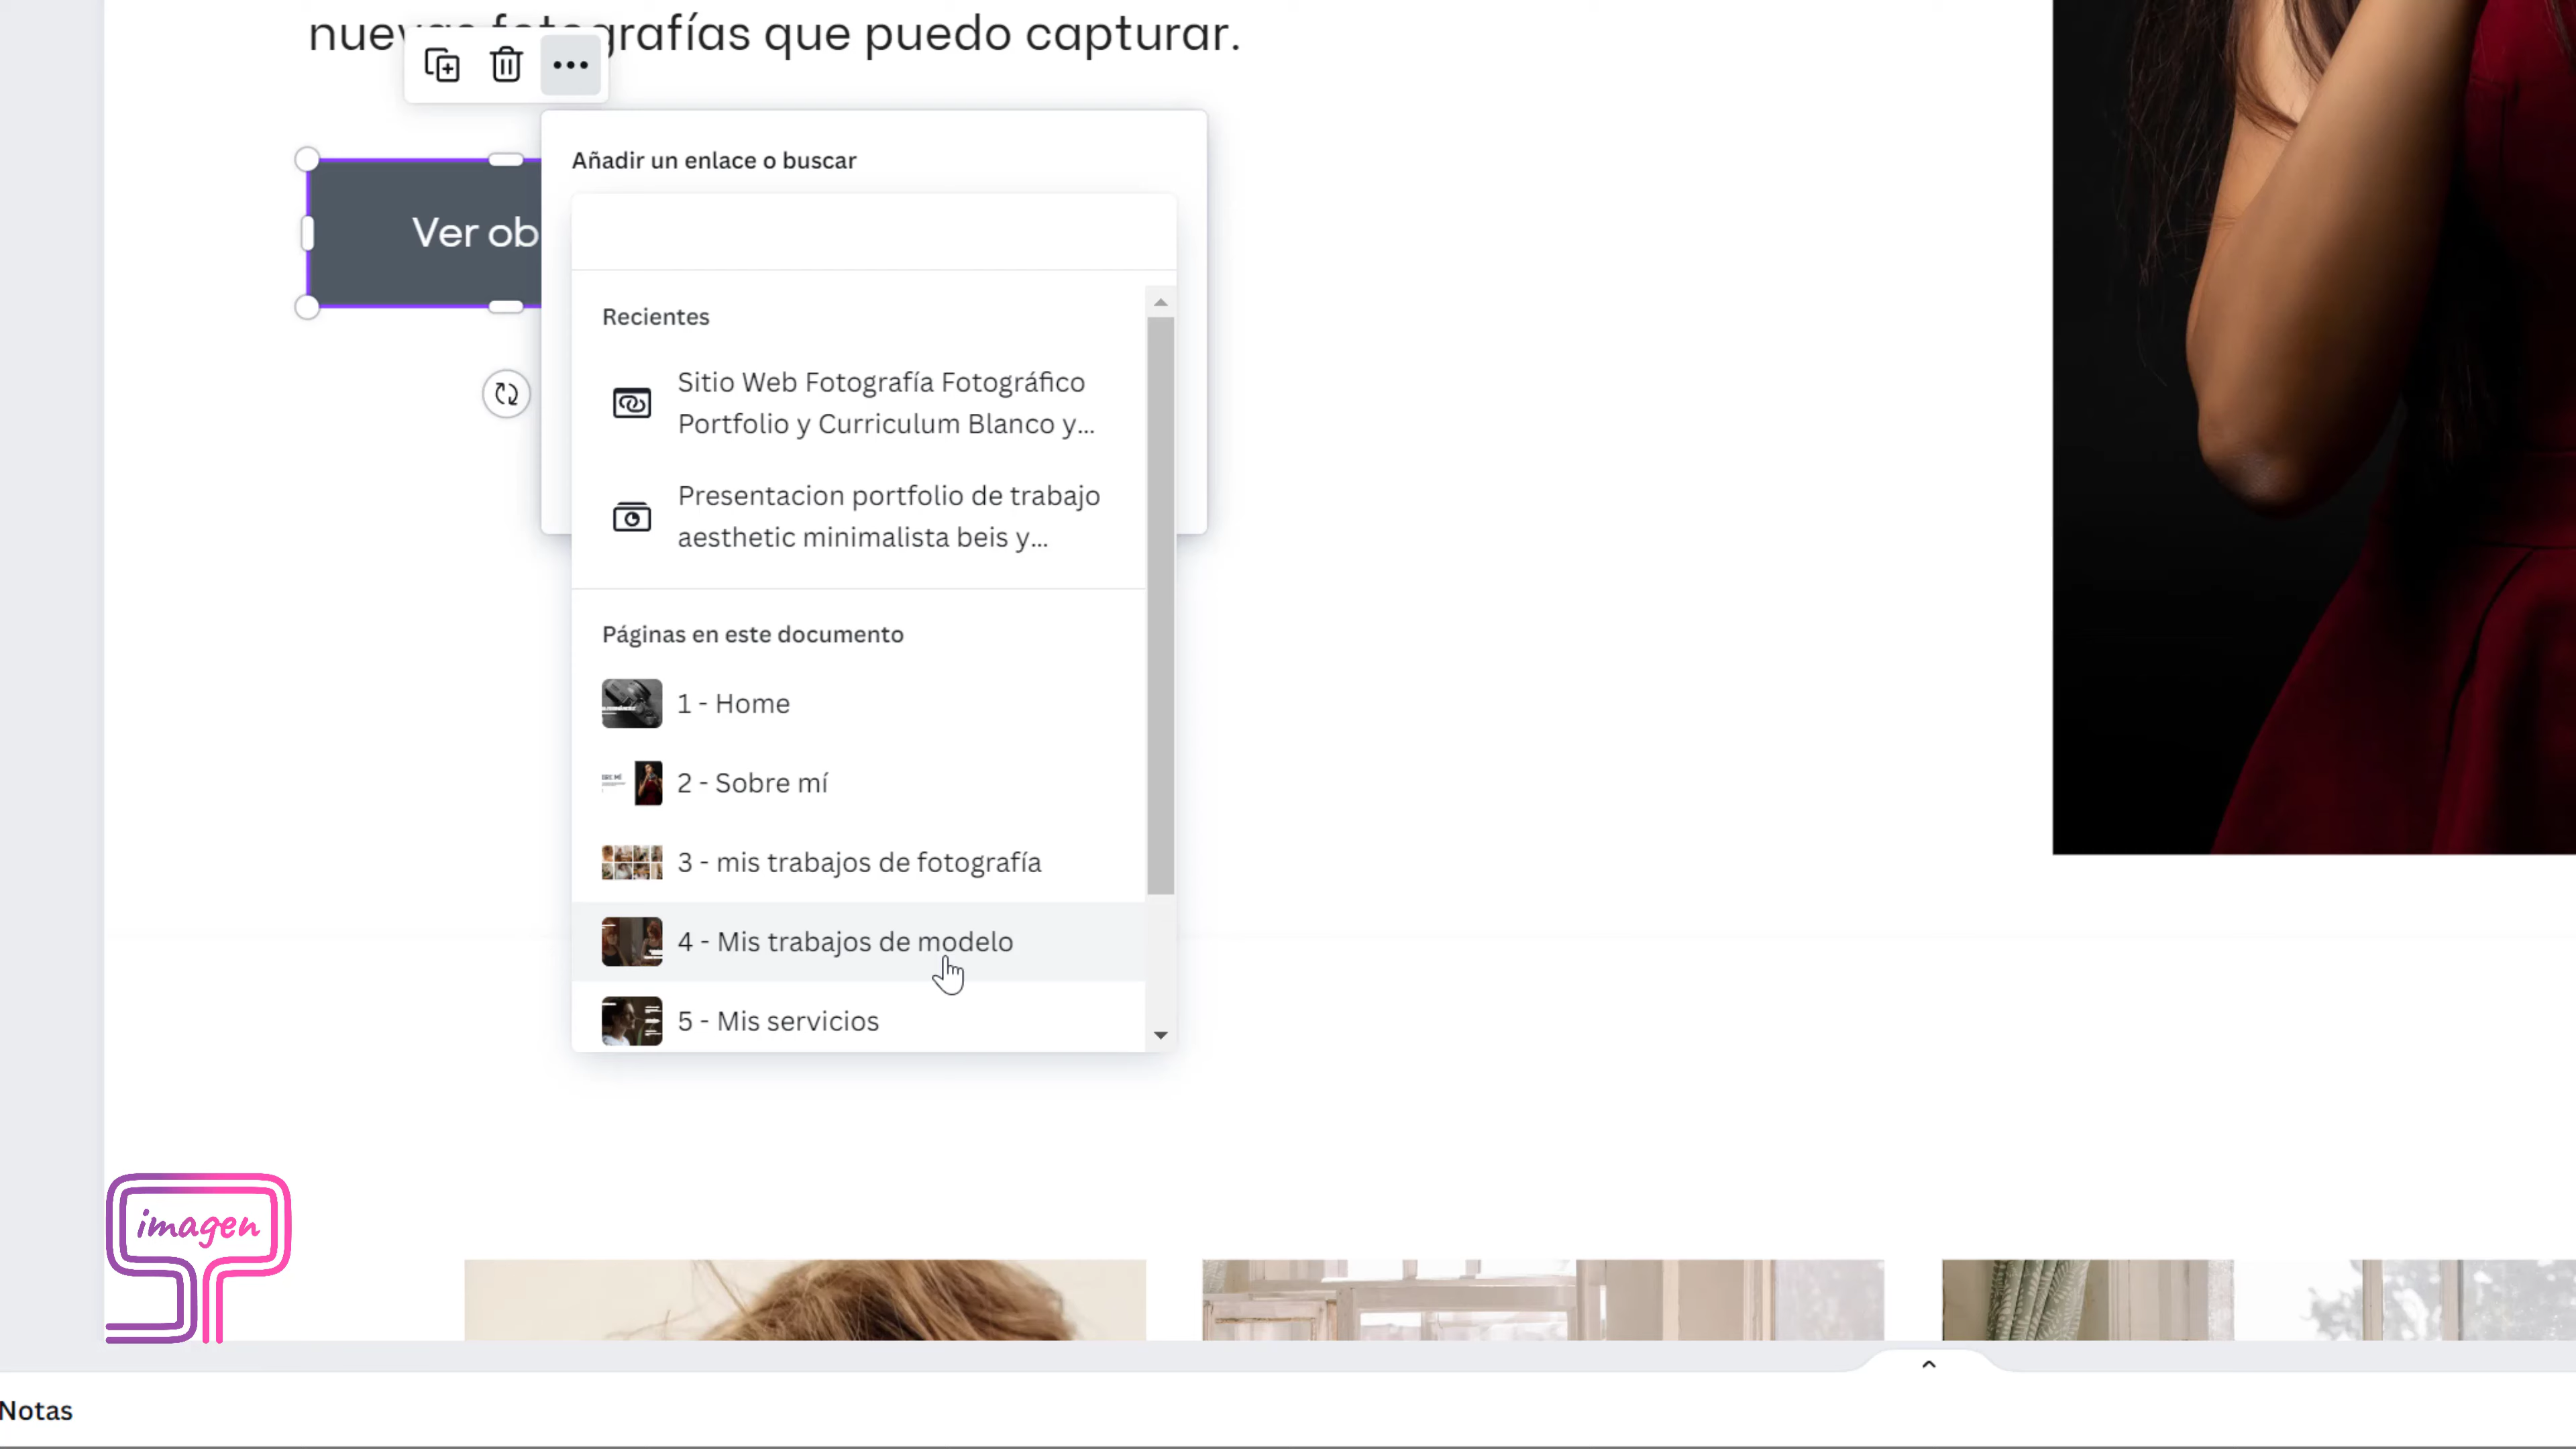 nuevas fotografías que puedo capturar.
Añadir un enlace o buscar
Ver ob
Recientes
Sitio Web Fotografía Fotográfico
Portfolio y Curriculum Blanco y...
Presentacion portfolio de trabajo
aesthetic minimalista beis y...
Páginas en este documento
1 - Home
2 - Sobre mí
3 - mis trabajos de fotografía
4 - Mis trabajos de modelo
5 - Mis servicios
imagen
Notas